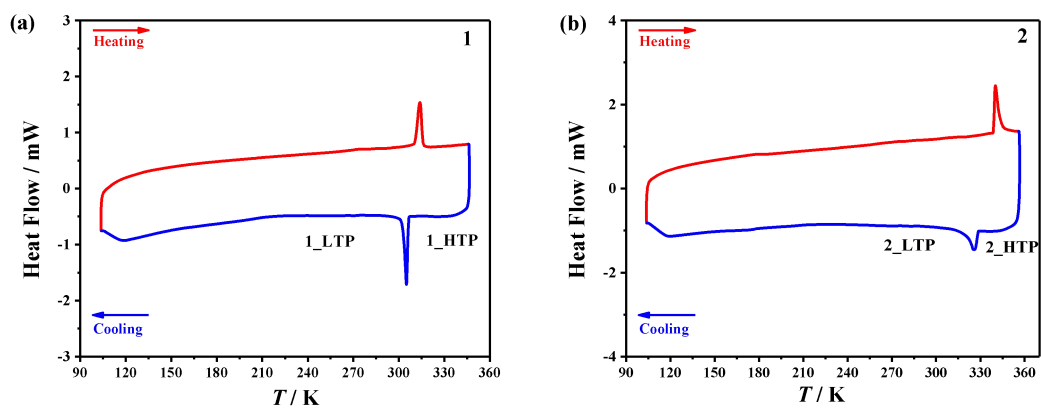 (a)
Heating
1
Heat Flow / mW
3
2
1
0
-1
-2
-3
1_LTP
1_HTP
Cooling
90 120 150 180 210 240 270 300 330 360
T / K
(b)
Heating
2
Heat Flow / mW
4
2
0
-2
-4
2_LTP
2_HTP
Cooling
90 120 150 180 210 240 270 300 330 360
T / K